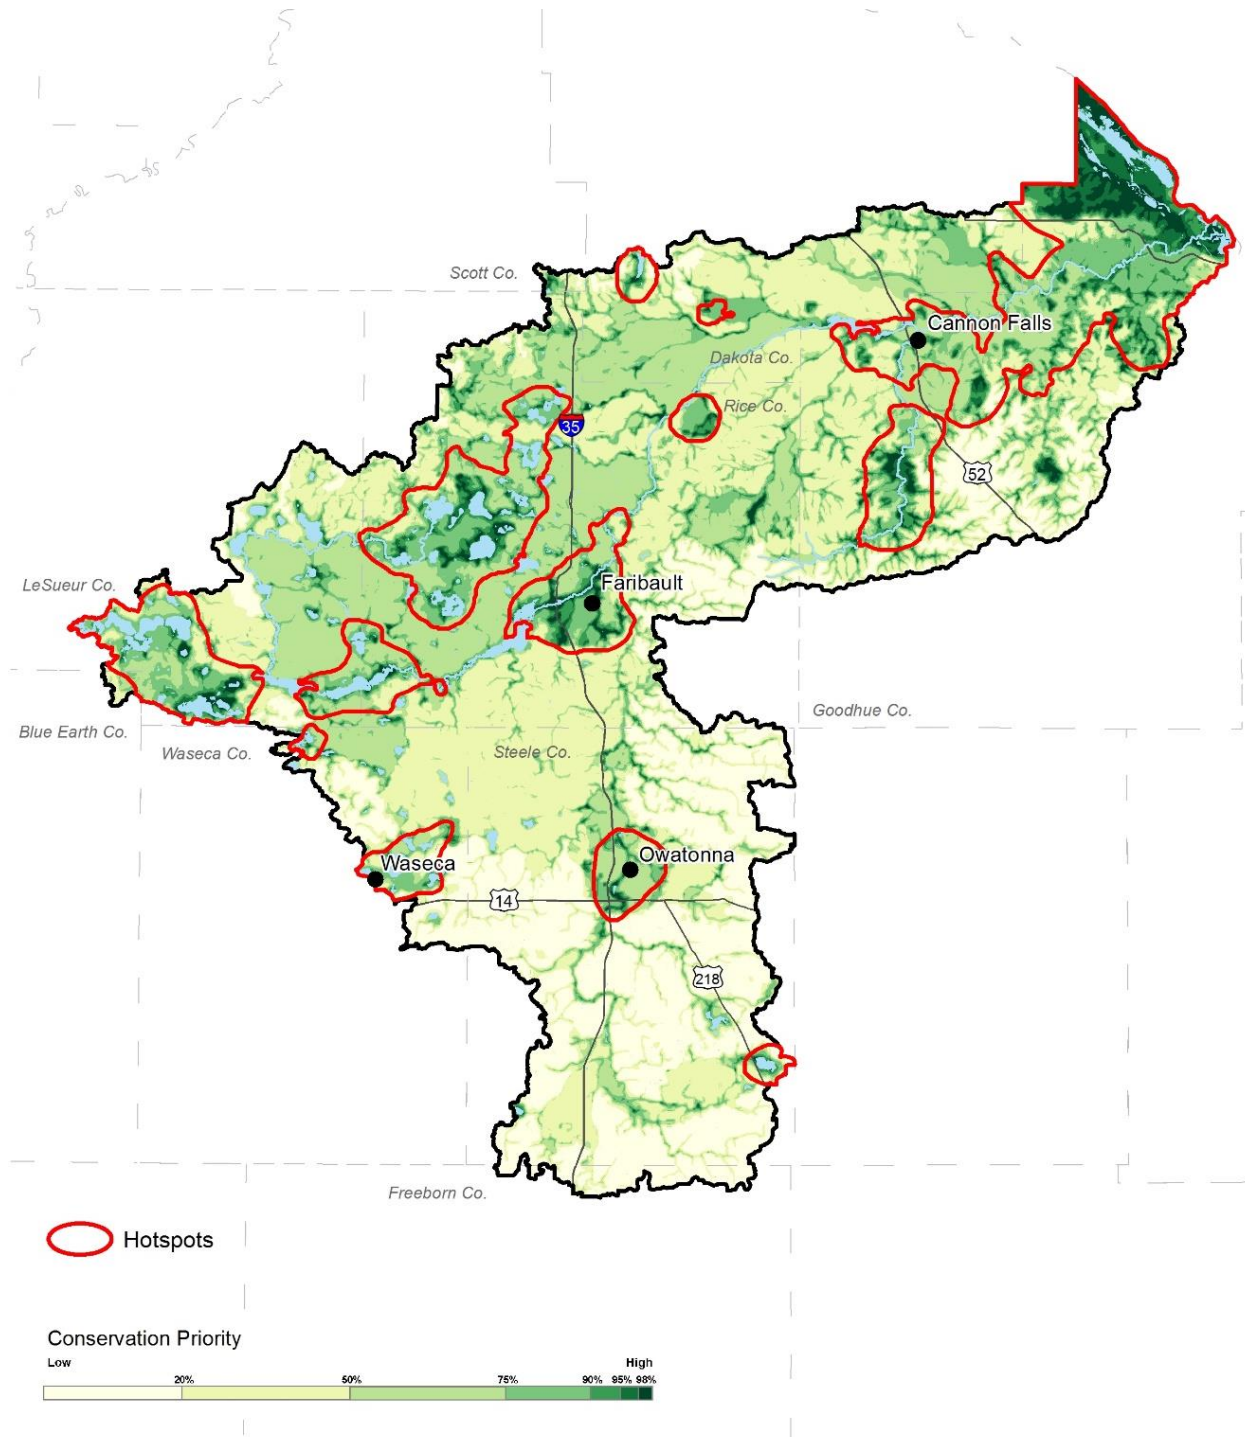 Scott Co.
Cannon Falls
Dakota Co.
Rice Co.
35
52
LeSueur Co.
Faribault
Goodhue Co.
Blue Earth Co.
Waseca Co.
Steele Co.
Owatonna
Waseca
14
218
Freeborn Co.
Hotspots
Conservation Priority
Low High
20% 50% 75% 90% 95% 98%